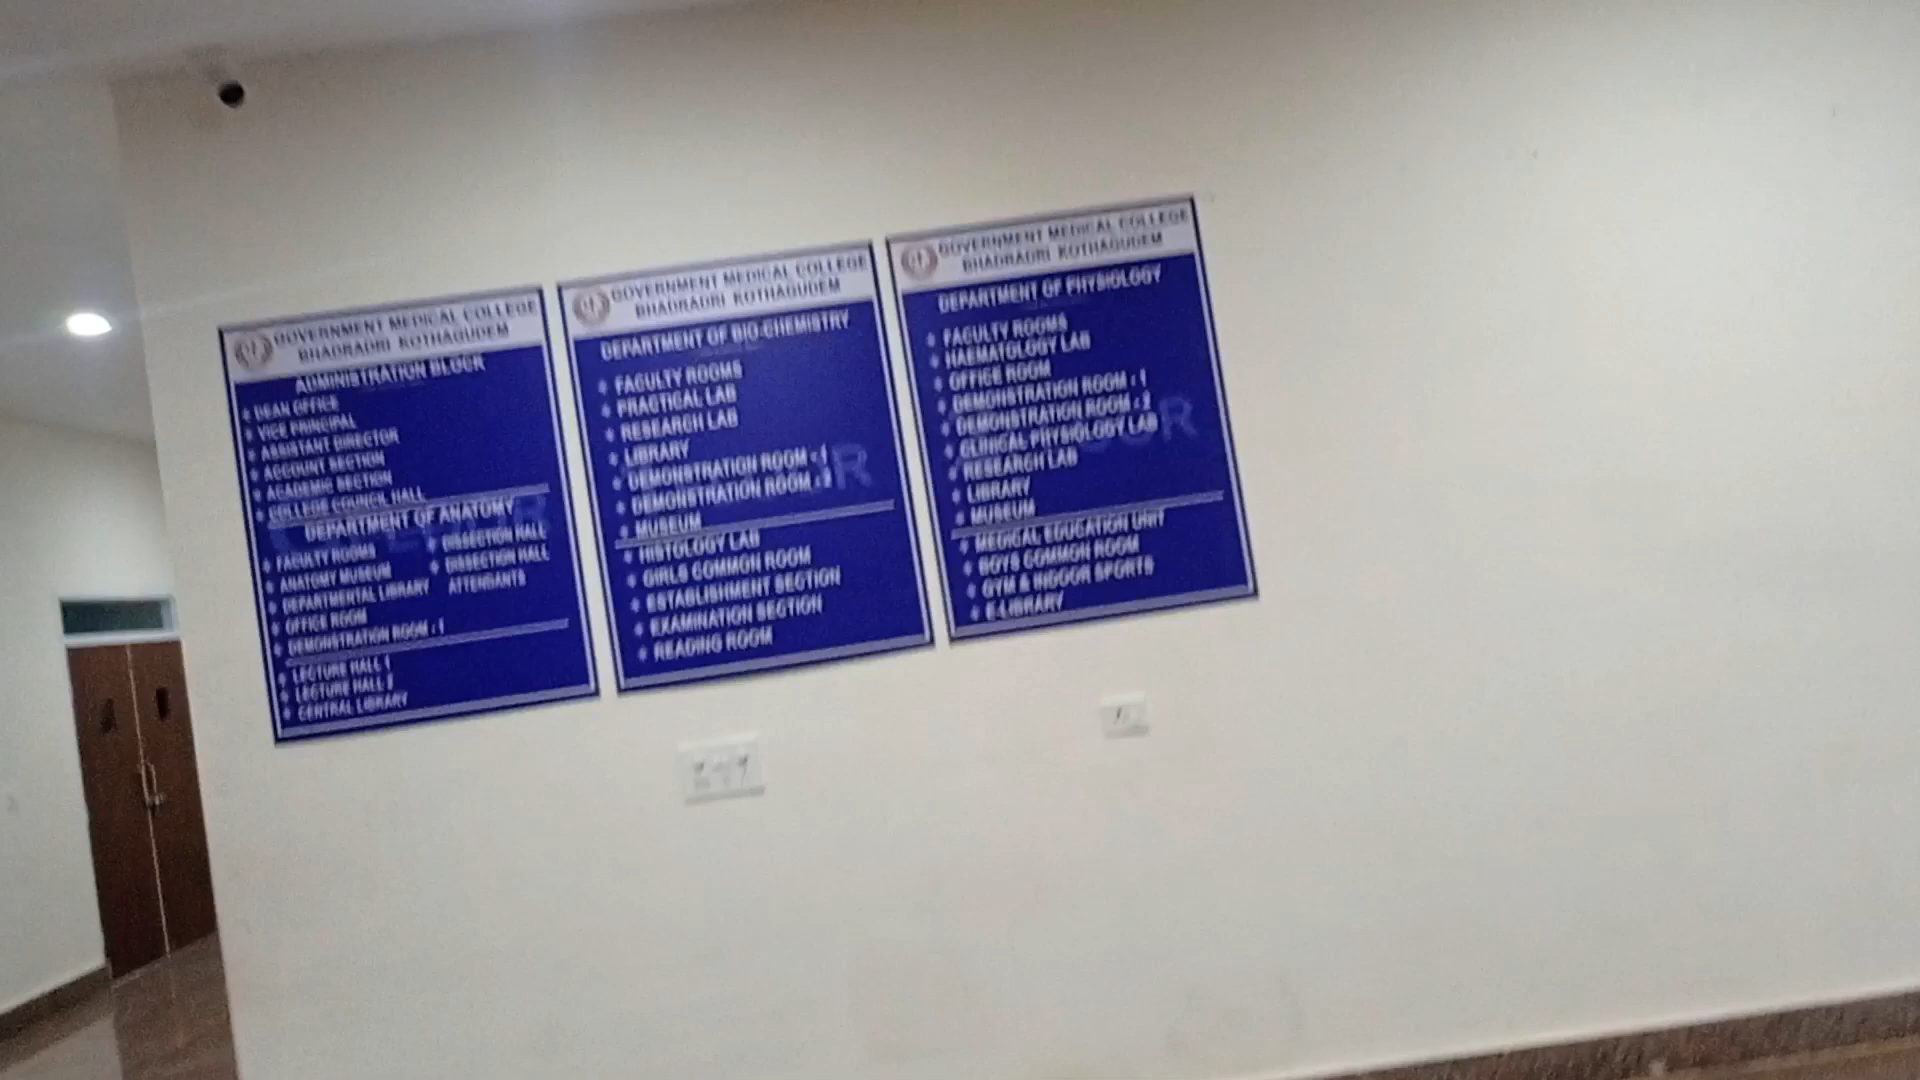 GOVERNMENT MEDICAL COLLEGE
BHADRADRI KOTHAGUDEM
ADMINISTRATION BLOCK
DEAN OFFICE
VICE PRINCIPAL
ASSISTANT DIRECTOR
ACCOUNT SECTION
ACADEMIC SECTION
COLLEGE COUNCIL HALL
DEPARTMENT OF ANATOMY
FACULTY ROOMS
ANATOMY MUSEUM
DEPARTMENTAL LIBRARY
OFFICE ROOM
DEMONSTRATION ROOM : 1
DISSECTION HALL
DISSECTION HALL
ATTENDANTS
LECTURE HALL 1
LECTURE HALL 2
CENTRAL LIBRARY
GOVERNMENT MEDICAL COLLEGE
BHADRADRI KOTHAGUDEM
DEPARTMENT OF BIO-CHEMISTRY
FACULTY ROOMS
PRACTICAL LAB
RESEARCH LAB
LIBRARY
DEMONSTRATION ROOM : 1
DEMONSTRATION ROOM : 2
MUSEUM
HISTOLOGY LAB
GIRLS COMMON ROOM
ESTABLISHMENT SECTION
EXAMINATION SECTION
READING ROOM
GOVERNMENT MEDICAL COLLEGE
BHADRADRI KOTHAGUDEM
DEPARTMENT OF PHYSIOLOGY
FACULTY ROOMS
HAEMATOLOGY LAB
OFFICE ROOM
DEMONSTRATION ROOM : 1
DEMONSTRATION ROOM : 2
CLINICAL PHYSIOLOGY LAB
RESEARCH LAB
LIBRARY
MUSEUM
MEDICAL EDUCATION UNIT
BOYS COMMON ROOM
GYM & INDOOR SPORTS
E-LIBRARY